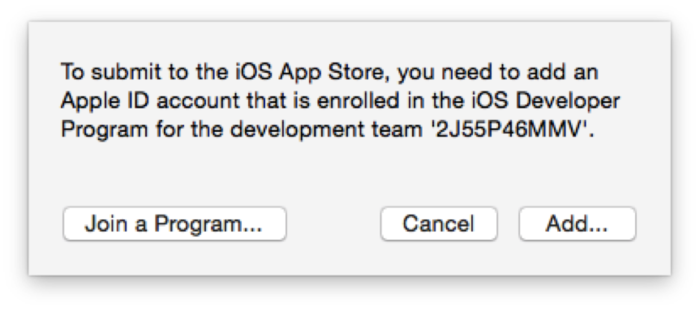 To submit to the iOS App Store, you need to add an
Apple ID account that is enrolled in the iOS Developer
Program for the development team '2J55P46MMV'.
Join a Program...
Cancel
Add...